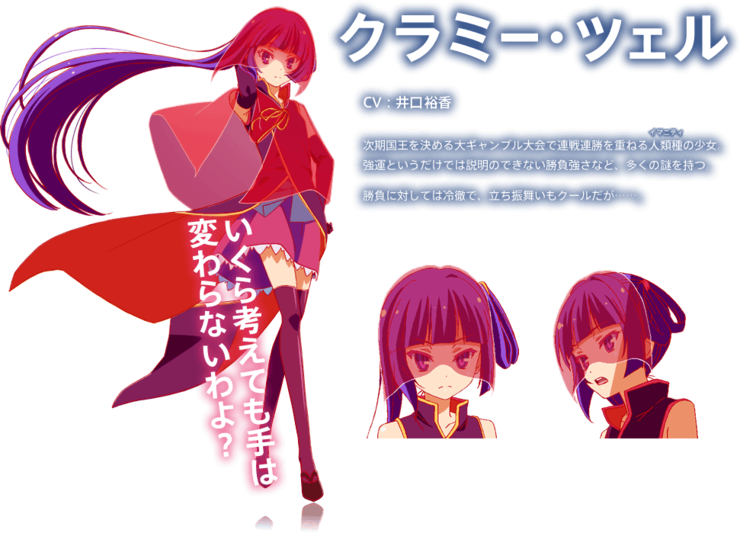 クラミー・ツェル
CV：井口裕香
次期国王を決める大ギャンブル大会で連戦連勝を重ねる人類種の少女
イマニティ
強運というだけでは説明のできない勝負強さなど、多くの謎を持つ
勝負に対しては冷徹で、立ち振舞いもクールだが……。
いくら考えても手は
変わらないわよ？